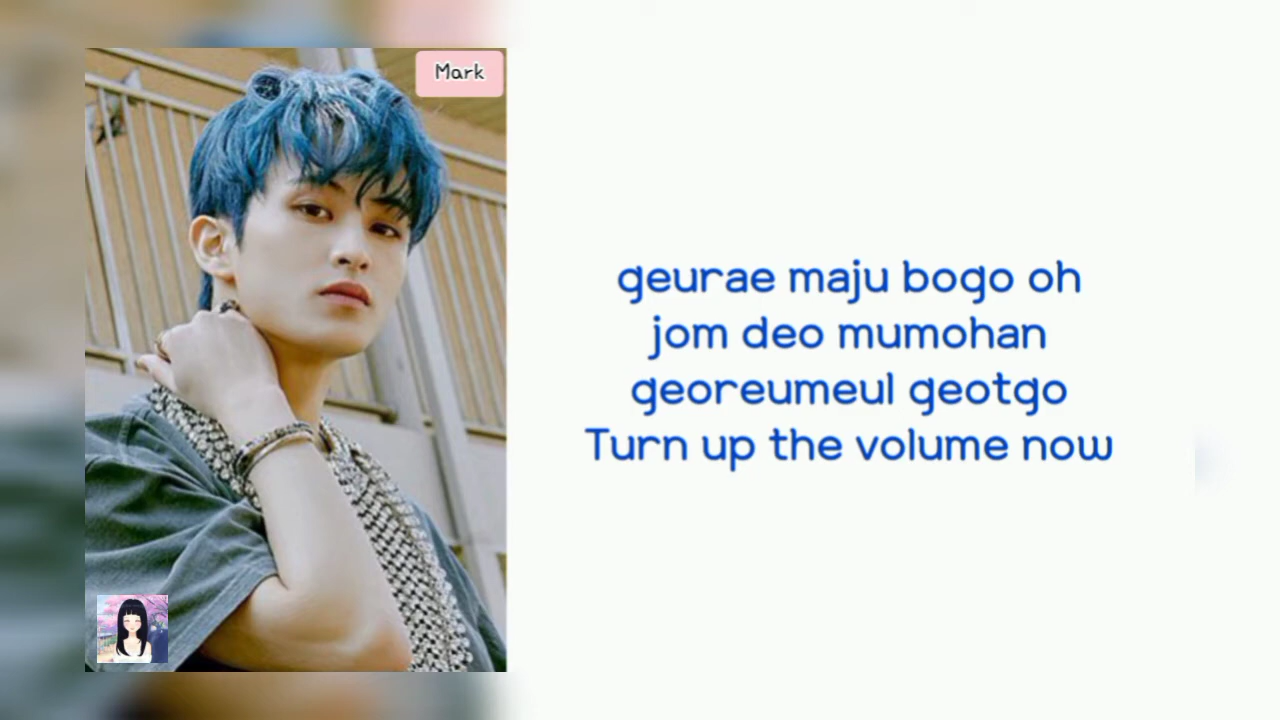 Mark
geurae maju bogo oh
jom deo mumohan
georeumeul geotgo
Turn up the volume now